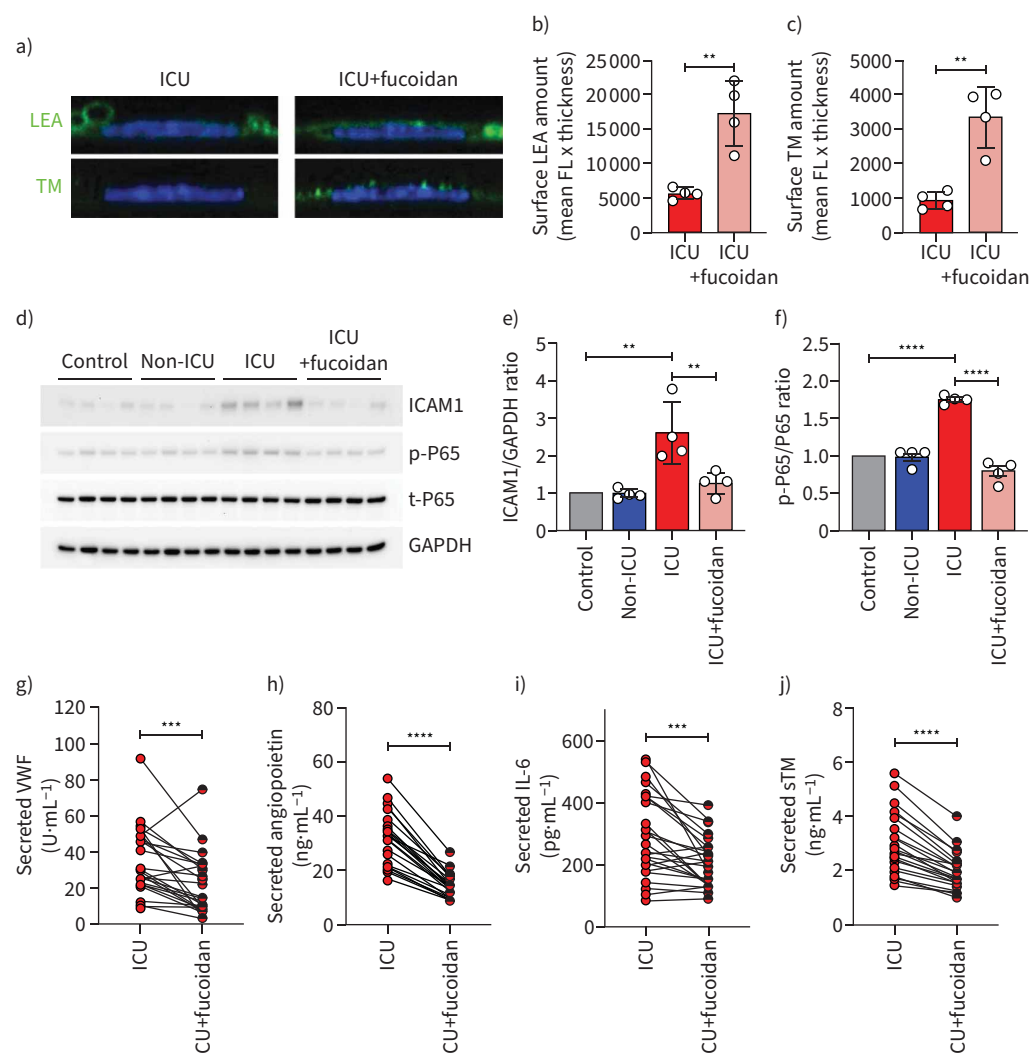 a)
ICU
ICU+fucoidan
LEA
TM
b)
Surface LEA amount
(mean FL x thickness)
25000
20000
15000
10000
5000
0
**
ICU
ICU
+fucoidan
c)
Surface TM amount
(mean FL x thickness)
5000
4000
3000
2000
1000
0
**
ICU
ICU
+fucoidan
d)
Control
Non-ICU
ICU
ICU
+fucoidan
ICAM1
p-P65
t-P65
GAPDH
e)
ICAM1/GAPDH ratio
5
4
3
2
1
0
**
**
Control
Non-ICU
ICU
ICU+fucoidan
f)
p-P65/P65 ratio
2.5
2.0
1.5
1.0
0.5
0
****
****
Control
Non-ICU
ICU
ICU+fucoidan
g)
Secreted VWF
(U·mL⁻¹)
120
100
80
60
40
20
0
***
ICU
CU+fucoidan
h)
Secreted angiopoietin
(ng·mL⁻¹)
80
60
40
20
0
****
ICU
CU+fucoidan
i)
Secreted IL-6
(pg·mL⁻¹)
600
400
200
0
***
ICU
CU+fucoidan
j)
Secreted sTM
(ng·mL⁻¹)
8
6
4
2
0
****
ICU
CU+fucoidan